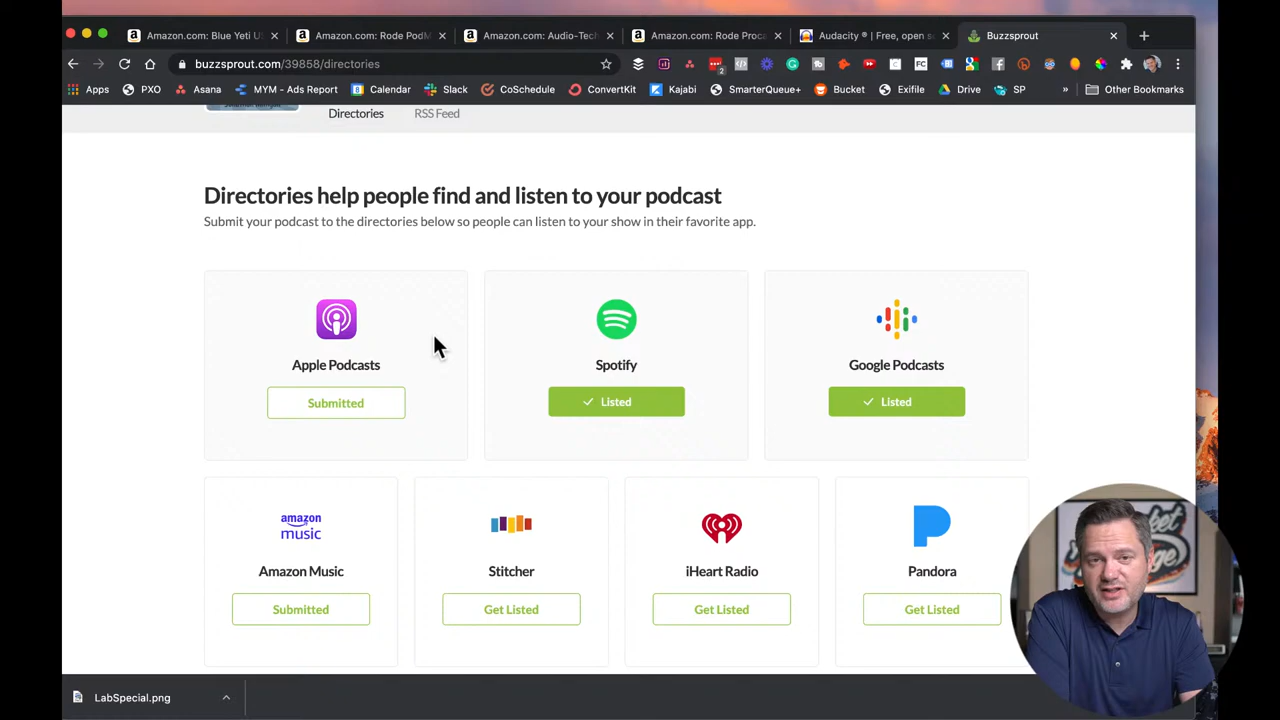 Amazon.com: Blue Yeti U
Amazon.com: Rode PodM
Amazon.com: Audio-Tech
Amazon.com: Rode Proca
Audacity ® | Free, open s
Buzzsprout
buzzsprout.com/39858/directories
2
Apps
PXO
Asana
MYM - Ads Report
8 Calendar
Slack
CoSchedule
ConvertKit
Kajabi
SmarterQueue+
Bucket
Exifile
Drive
SP
»
Other Bookmarks
Directories
RSS Feed
Directories help people find and listen to your podcast
Submit your podcast to the directories below so people can listen to your show in their favorite app.
Apple Podcasts
Submitted
Spotify
Listed
Google Podcasts
Listed
amazon
music
Amazon Music
Submitted
Stitcher
Get Listed
iHeart Radio
Get Listed
Pandora
Get Listed
LabSpecial.png